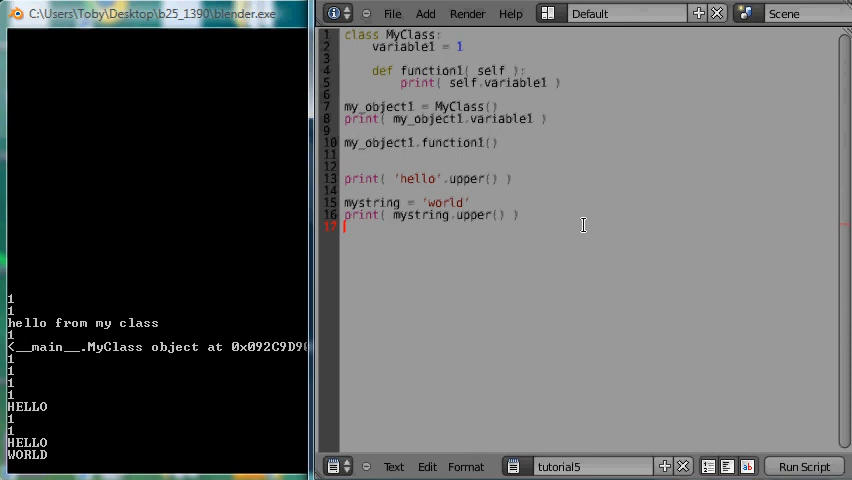 C:\Users\Toby\Desktop\b25_1390\blender.exe
1
1
hello from my class
1
<__main__.MyClass object at 0x092C9D90
1
1
1
1
HELLO
1
1
HELLO
WORLD
File Add Render Help Default Scene
1 class MyClass:
2 variable1 = 1
3
4 def function1( self ):
5 print( self.variable1 )
6
7 my_object1 = MyClass()
8 print( my_object1.variable1 )
9
10 my_object1.function1()
11
12
13 print( 'hello'.upper() )
14
15 mystring = 'world'
16 print( mystring.upper() )
17
Text Edit Format tutorial5 ab Run Script